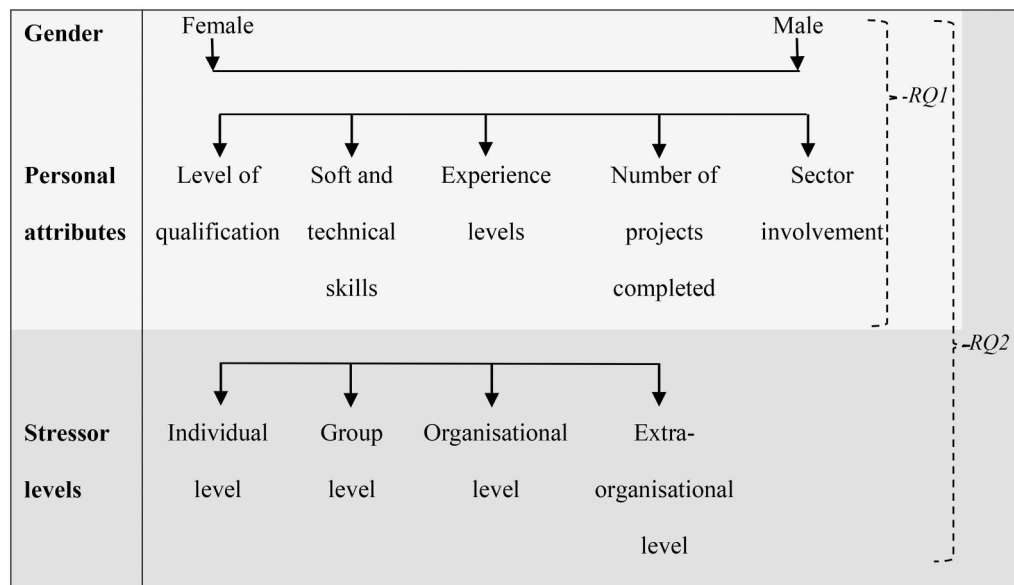 Gender
Female
Male
-RQ1
Personal attributes
Level of qualification
Soft and technical skills
Experience levels
Number of projects completed
Sector involvement
-RQ2
Stressor levels
Individual level
Group level
Organisational level
Extra-organisational level